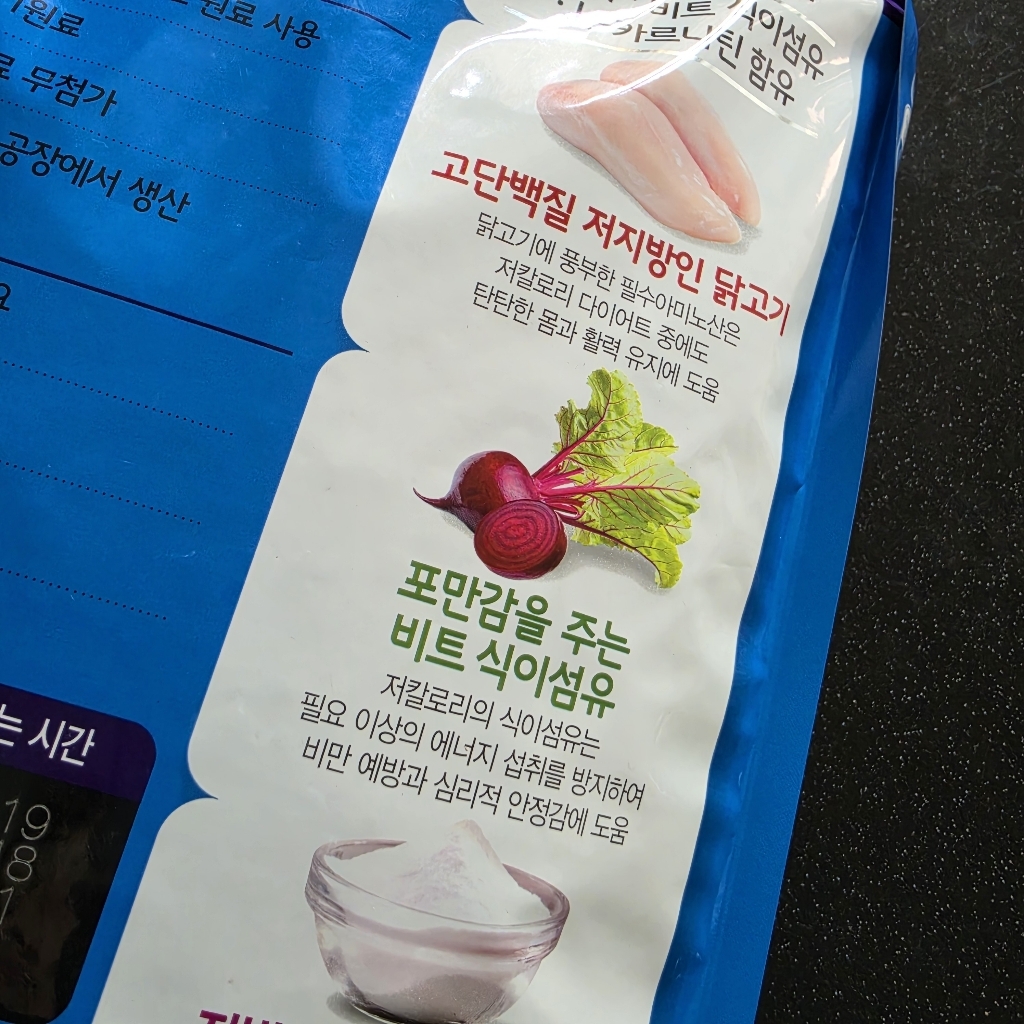 원료 사용
원료
무첨가
공장에서 생산
요
는 시간
19
18
1
비트 식이섬유
카르니틴 함유
고단백질 저지방인 닭고기
닭고기에 풍부한 필수아미노산은
저칼로리 다이어트 중에도
탄탄한 몸과 활력 유지에 도움
포만감을 주는
비트 식이섬유
저칼로리의 식이섬유는
필요 이상의 에너지 섭취를 방지하여
비만 예방과 심리적 안정감에 도움